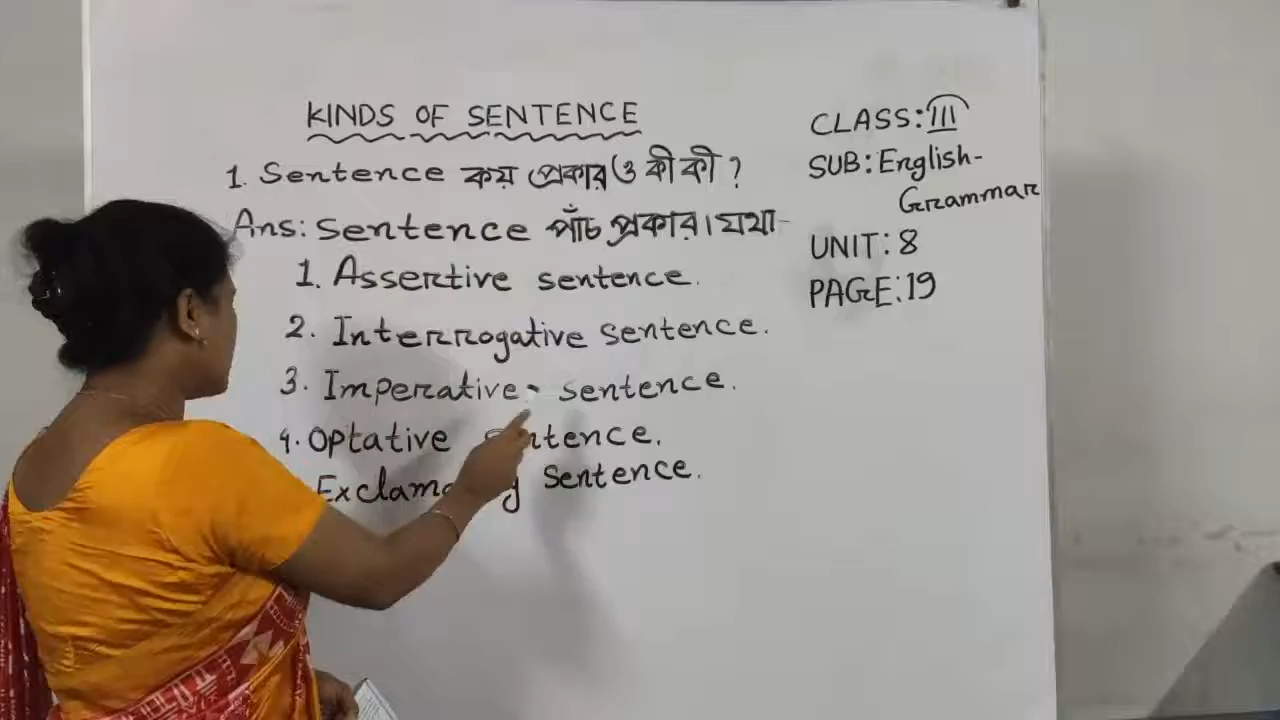 KINDS OF SENTENCE
1. Sentence কয় প্রকার ও কী কী ?
Ans: Sentence পাঁচ প্রকার। যথা-
1. Assertive sentence.
2. Interrogative sentence.
3. Imperative sentence.
4. Optative sentence.
Sentence.
CLASS: III
SUB: English-
Grammar
UNIT: 8
PAGE: 19